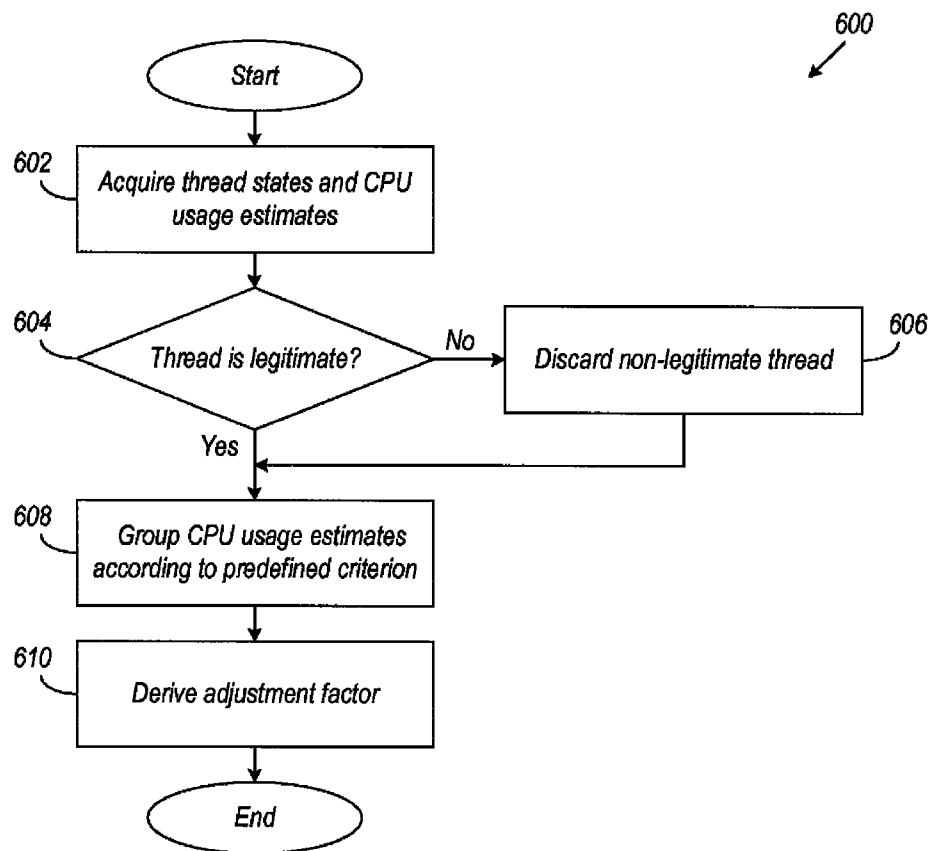 600
Start
602
Acquire thread states and CPU
usage estimates
604
Thread is legitimate?
No
606
Discard non-legitimate thread
Yes
608
Group CPU usage estimates
according to predefined criterion
610
Derive adjustment factor
End